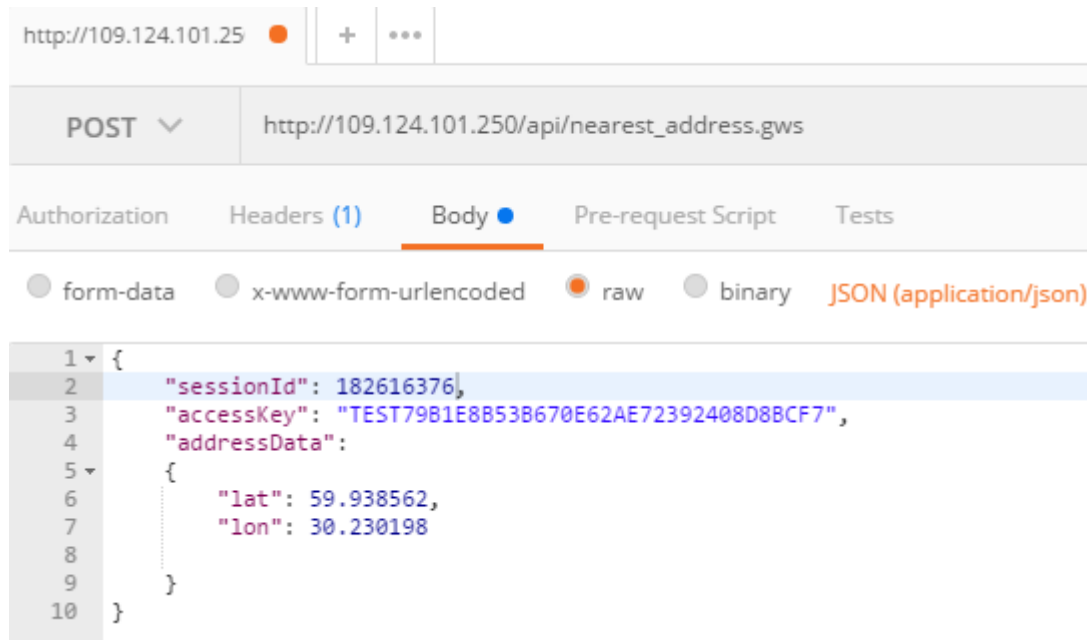 http://109.124.101.25 + •••
POST http://109.124.101.250/api/nearest_address.gws
Authorization Headers (1) Body Pre-request Script Tests
form-data x-www-form-urlencoded raw binary JSON (application/json)
1 {
2 "sessionId": 182616376,
3 "accessKey": "TEST79B1E8B53B670E62AE72392408D8BCF7",
4 "addressData":
5 {
6 "lat": 59.938562,
7 "lon": 30.230198
8
9 }
10 }